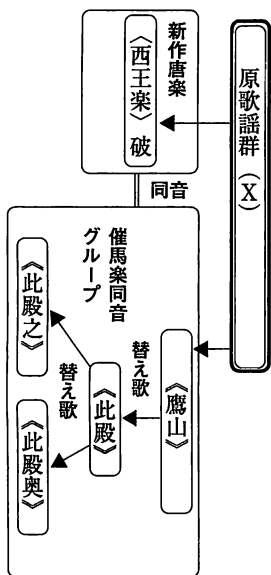 原歌謡群（X）
新作唐楽
〈西王楽〉破
同音
催馬楽同音
グループ
《鷹山》
替え歌
《此殿》
替え歌
《此殿之》
《此殿奥》